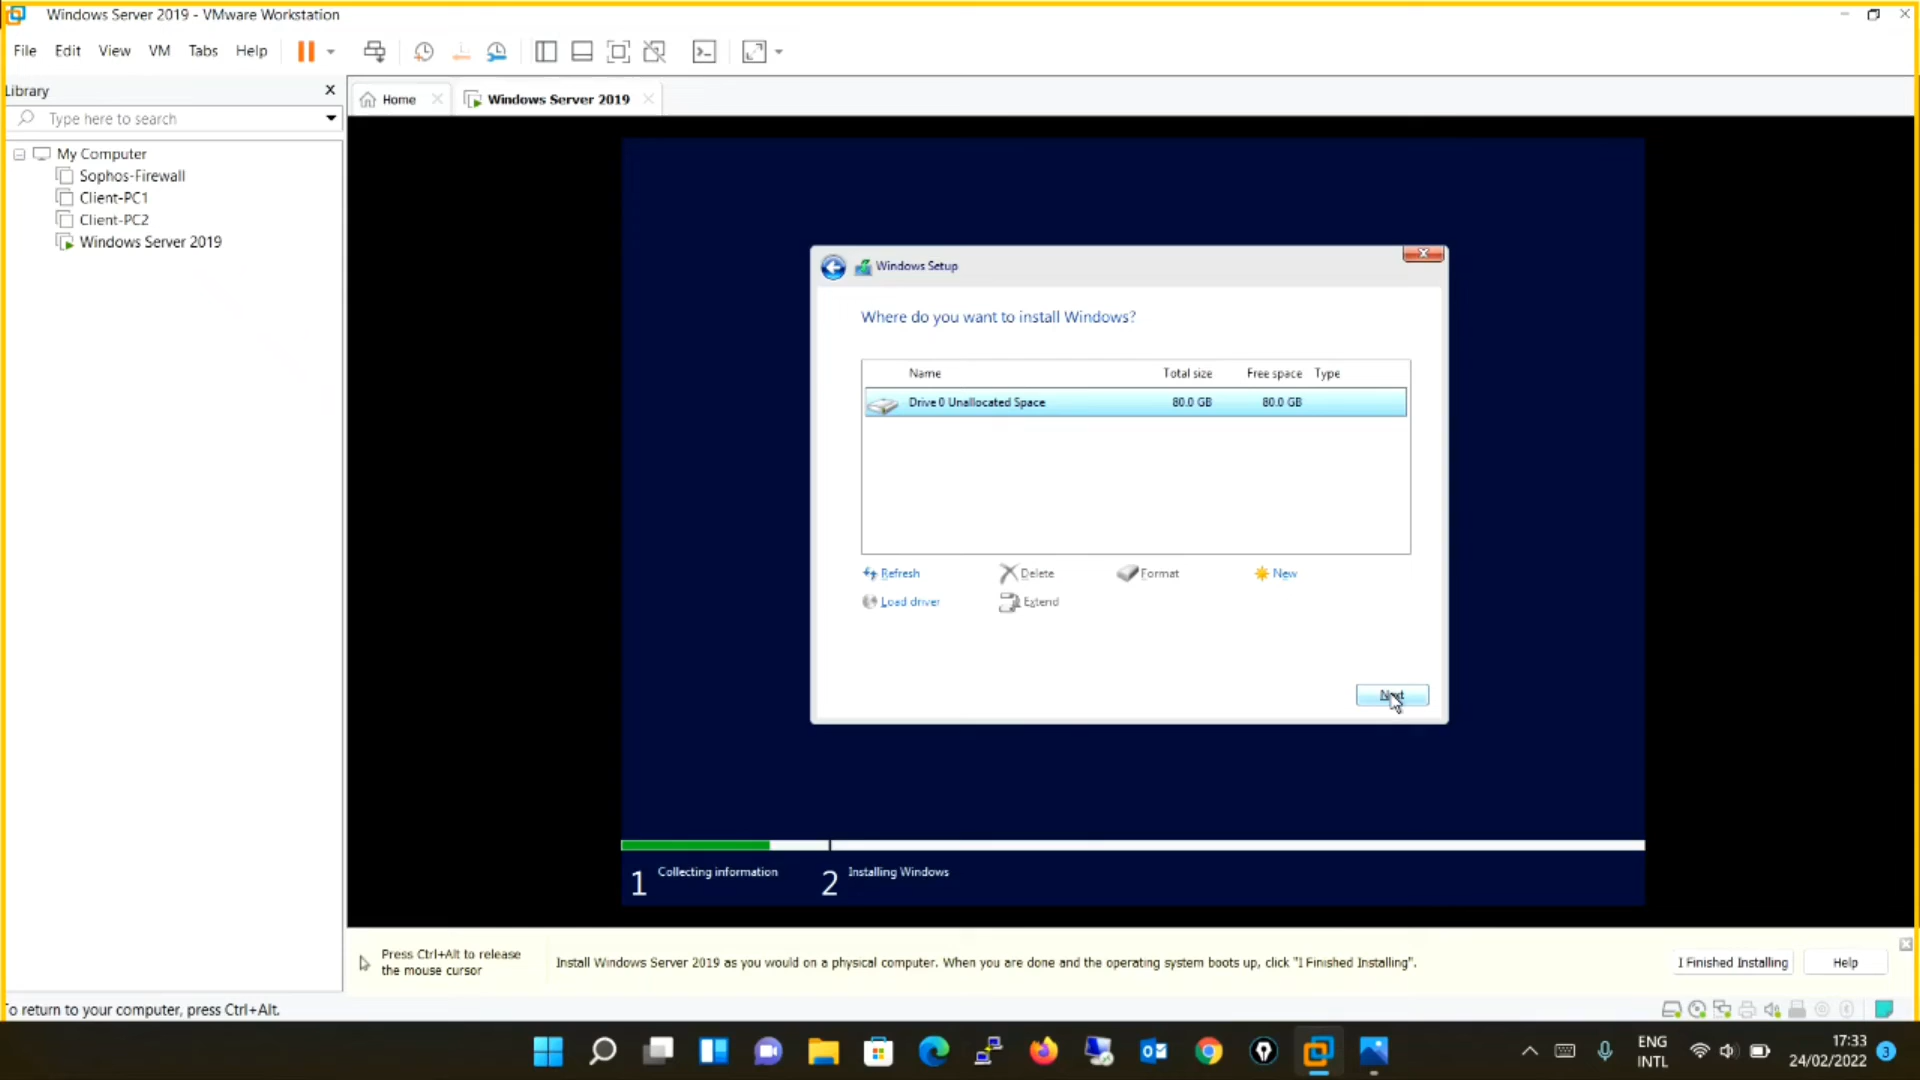 Windows Server 2019 - VMware Workstation
File Edit View VM Tabs Help
Library
Type here to search
My Computer
Sophos-Firewall
Client-PC1
Client-PC2
Windows Server 2019
Home
Windows Server 2019
Windows Setup
Where do you want to install Windows?
Name Total size Free space Type
Drive 0 Unallocated Space 80.0 GB 80.0 GB
Refresh Delete Format New
Load driver Extend
Next
1 Collecting information 2 Installing Windows
Press Ctrl+Alt to release
the mouse cursor
Install Windows Server 2019 as you would on a physical computer. When you are done and the operating system boots up, click "I Finished Installing".
I Finished Installing
Help
To return to your computer, press Ctrl+Alt.
ENG
INTL
17:33
24/02/2022
3